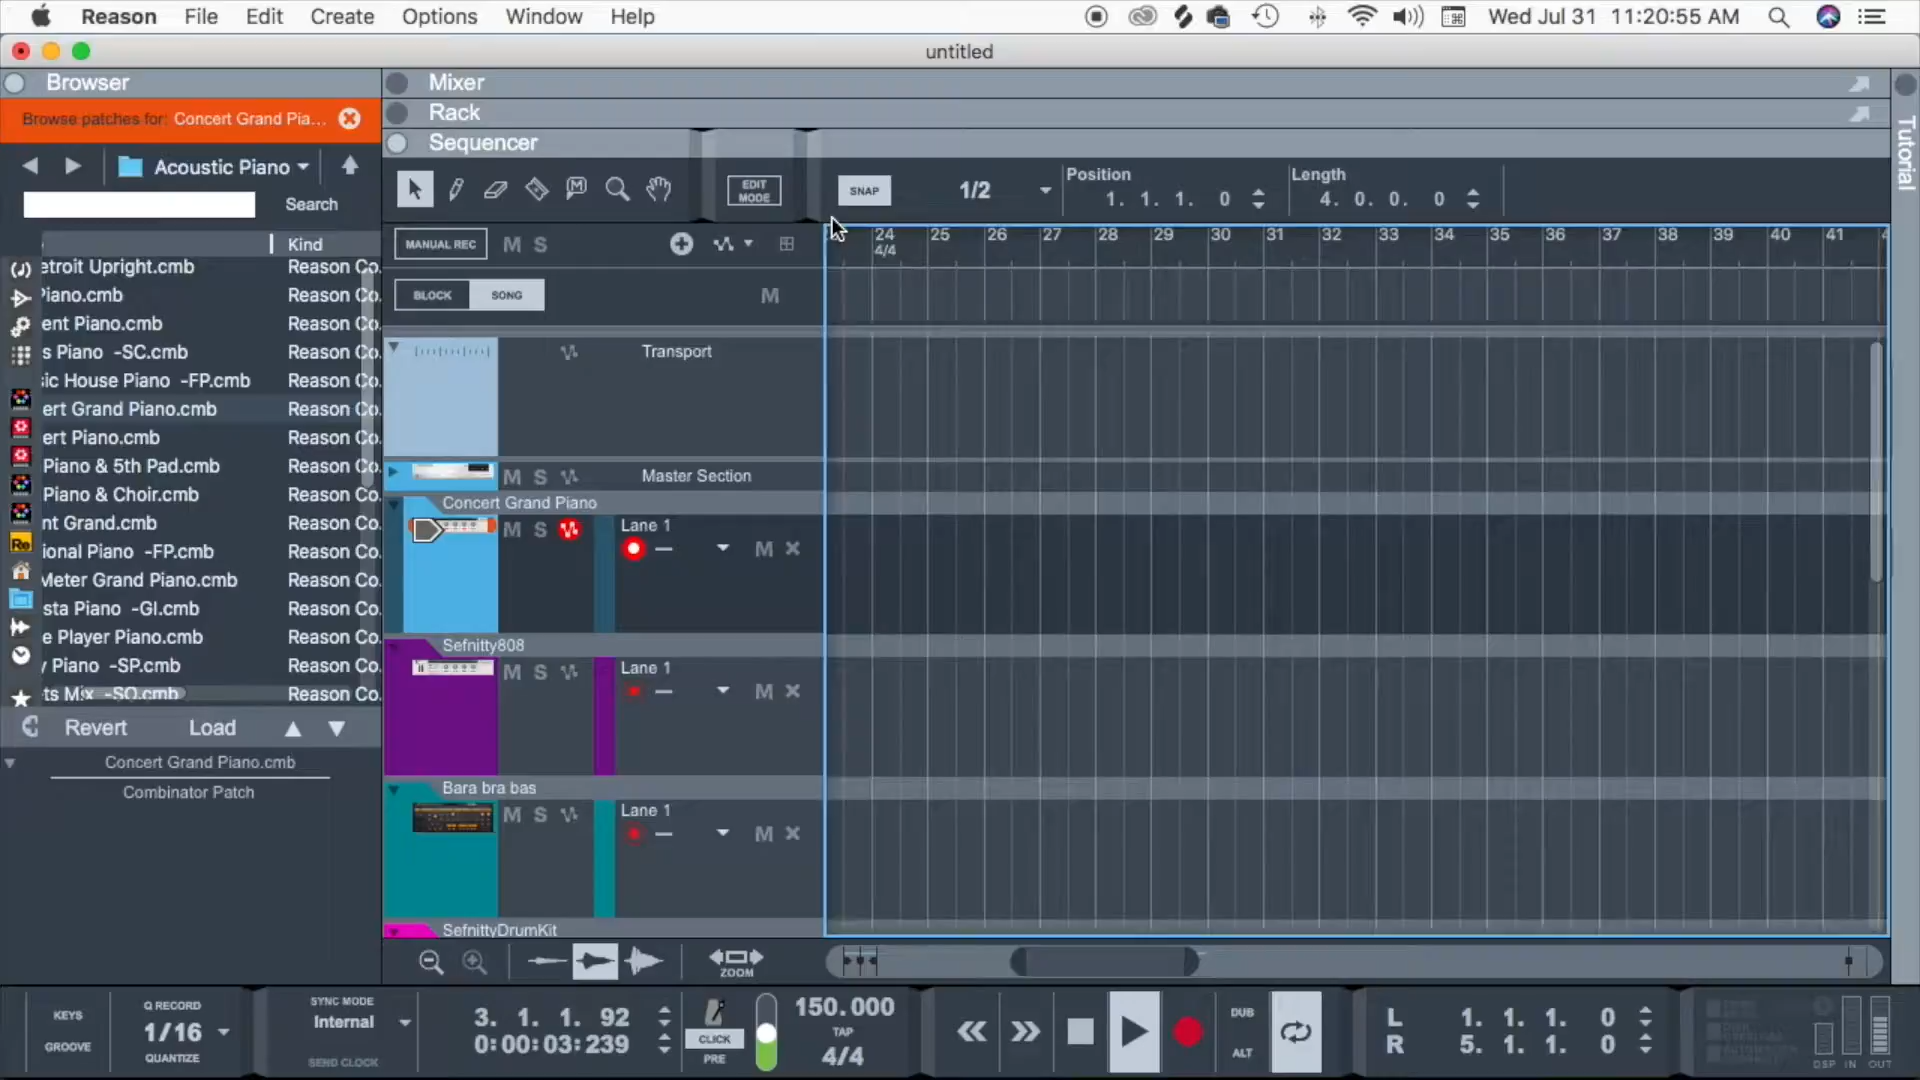 Reason File Edit Create Options Window Help Wed Jul 31 11:20:55 AM
untitled
Browser
Mixer
Browse patches for: Concert Grand Pia...
Rack
Sequencer
Acoustic Piano
Search
EDIT MODE
SNAP
1/2
Position
1. 1. 1. 0
Length
4. 0. 0. 0
Tutorial
Kind
MANUAL REC
M S
24 25 26 27 28 29 30 31 32 33 34 35 36 37 38 39 40 41 4
4/4
BLOCK SONG
M
etroit Upright.cmb Reason Co.
iano.cmb Reason Co.
ent Piano.cmb Reason Co.
s Piano -SC.cmb Reason Co.
ic House Piano -FP.cmb Reason Co.
ert Grand Piano.cmb Reason Co.
ert Piano.cmb Reason Co.
Piano & 5th Pad.cmb Reason Co.
Piano & Choir.cmb Reason Co.
nt Grand.cmb Reason Co.
ional Piano -FP.cmb Reason Co.
Meter Grand Piano.cmb Reason Co.
sta Piano -GI.cmb Reason Co.
e Player Piano.cmb Reason Co.
y Piano -SP.cmb Reason Co.
ts Mix -SO.cmb Reason Co.
Re
Revert Load
Concert Grand Piano.cmb
Combinator Patch
Transport
M S Master Section
Concert Grand Piano
M S Lane 1
M
Sefnitty808
M S Lane 1
M
Bara bra bas
M S Lane 1
M
SefnittyDrumKit
ZOOM
KEYS
GROOVE
Q RECORD
1/16
QUANTIZE
SYNC MODE
Internal
SEND CLOCK
3. 1. 1. 92
0:00:03:239
CLICK
PRE
150.000
TAP
4/4
DUB
ALT
L 1. 1. 1. 0
R 5. 1. 1. 0
DSP IN OUT